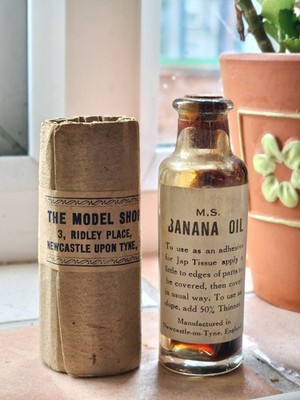 THE MODEL SHOP
3, RIDLEY PLACE,
NEWCASTLE UPON TYNE,
M.S.
BANANA OIL
To use as an adhesive
for Jap Tissue apply a
little to edges of parts to
be covered, then cover
in usual way. To use as
dope, add 50% Thinners.
Manufactured in
Newcastle-on-Tyne, England